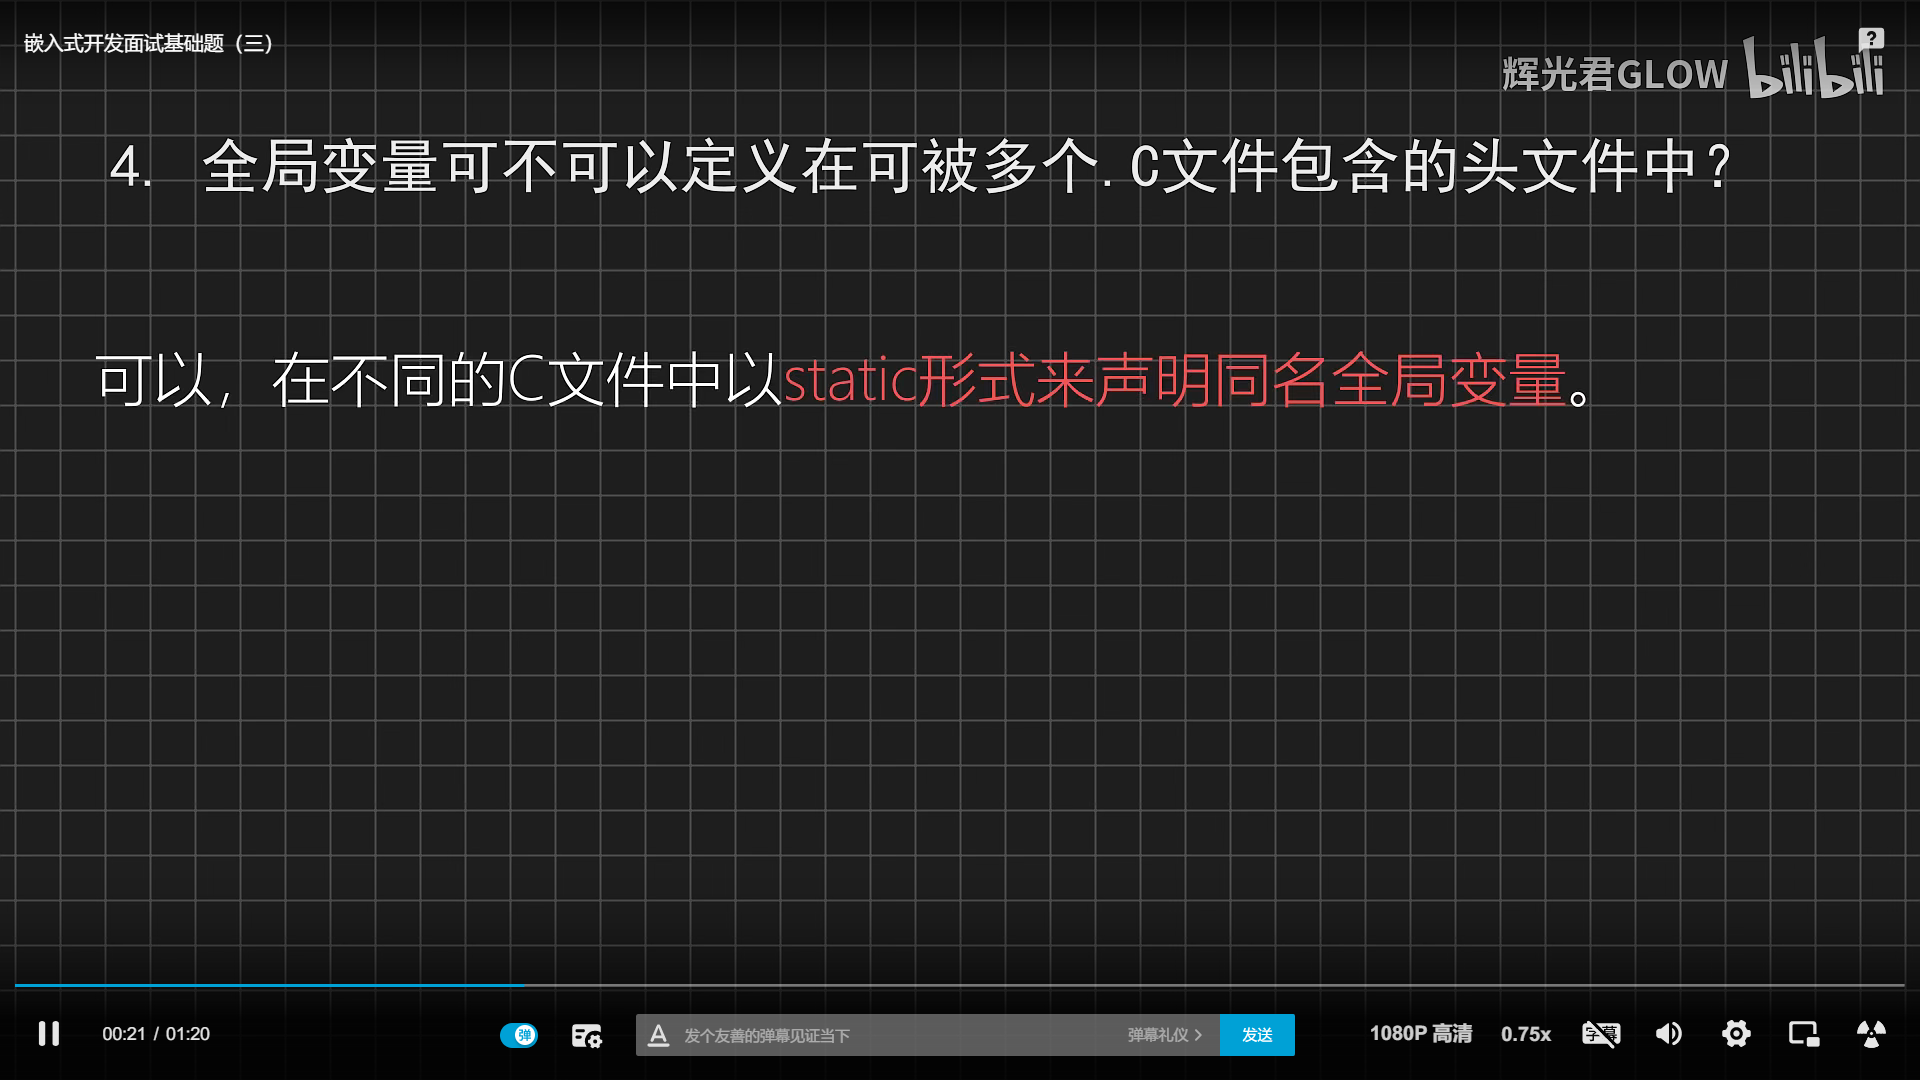 嵌入式开发面试基础题（三）
辉光君GLOW bilibili
?
4. 全局变量可不可以定义在可被多个.C文件包含的头文件中?
可以，在不同的C文件中以static形式来声明同名全局变量。
00:21 / 01:20
弹
A 发个友善的弹幕见证当下 弹幕礼仪 > 发送
1080P 高清 0.75x 字幕